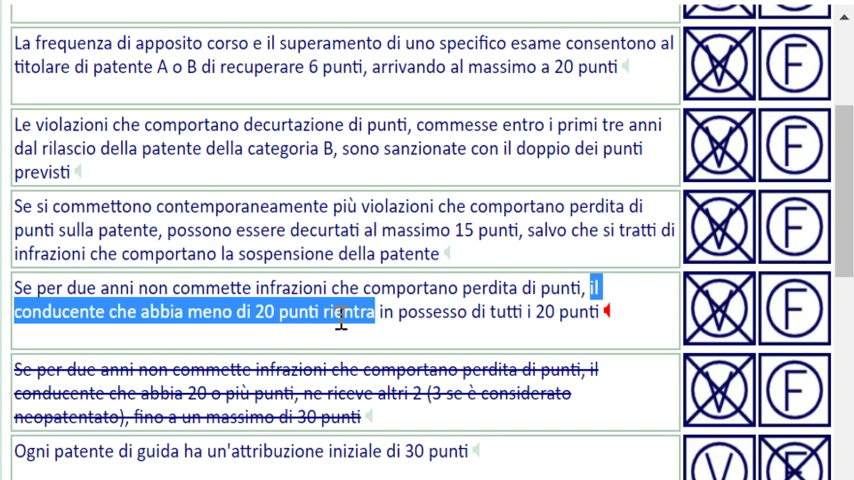 La frequenza di apposito corso e il superamento di uno specifico esame consentono al
titolare di patente A o B di recuperare 6 punti, arrivando al massimo a 20 punti
V F
Le violazioni che comportano decurtazione di punti, commesse entro i primi tre anni
dal rilascio della patente della categoria B, sono sanzionate con il doppio dei punti
previsti
V F
Se si commettono contemporaneamente più violazioni che comportano perdita di
punti sulla patente, possono essere decurtati al massimo 15 punti, salvo che si tratti di
infrazioni che comportano la sospensione della patente
V F
Se per due anni non commette infrazioni che comportano perdita di punti, il
conducente che abbia meno di 20 punti rientra in possesso di tutti i 20 punti
V F
Se per due anni non commette infrazioni che comportano perdita di punti, il
conducente che abbia 20 o più punti, ne riceve altri 2 (3 se è considerato
neopatentato), fino a un massimo di 30 punti
V F
Ogni patente di guida ha un'attribuzione iniziale di 30 punti
V F